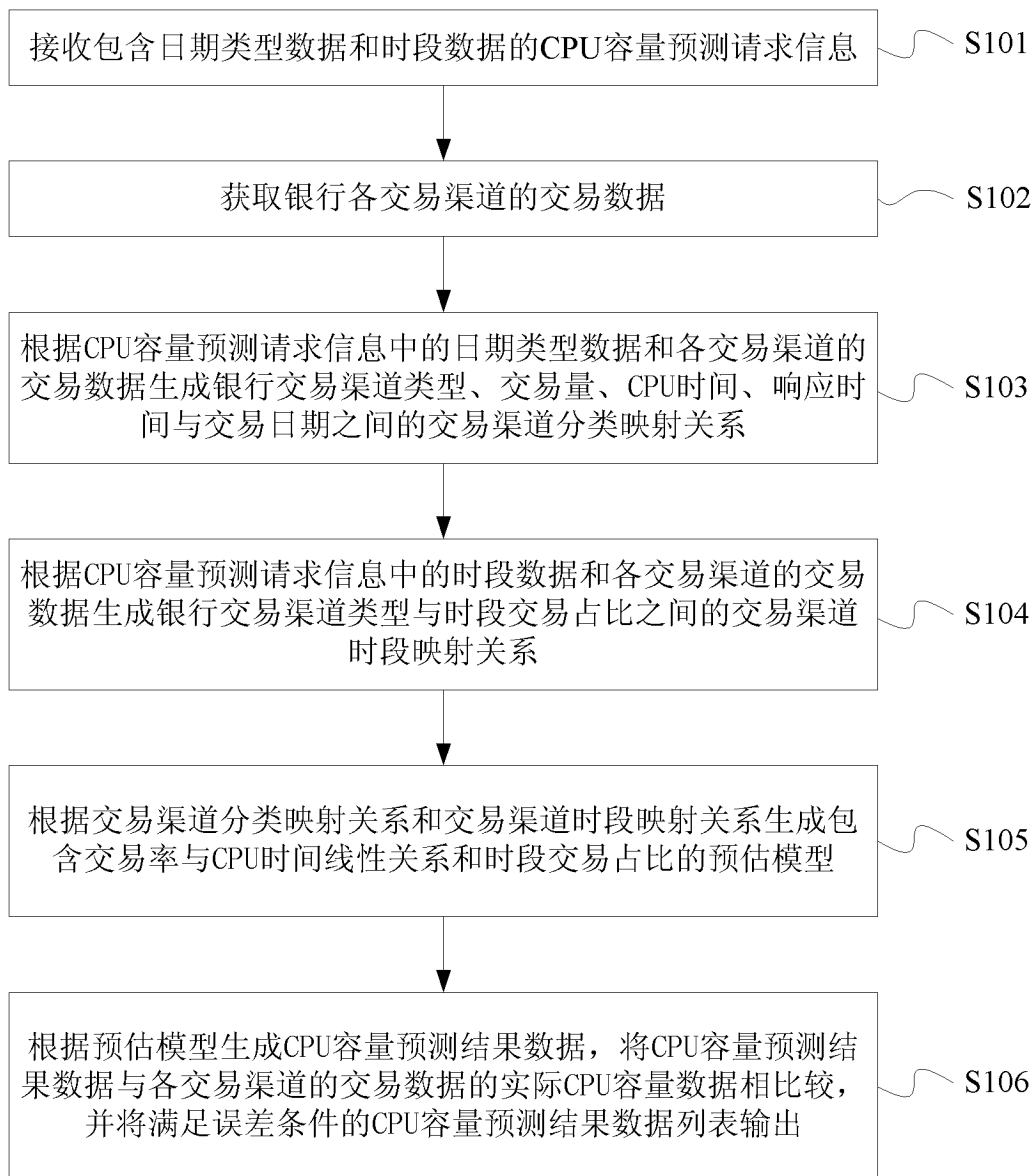 接收包含日期类型数据和时段数据的CPU容量预测请求信息
S101
获取银行各交易渠道的交易数据
S102
根据CPU容量预测请求信息中的日期类型数据和各交易渠道的
交易数据生成银行交易渠道类型、交易量、CPU时间、响应时
间与交易日期之间的交易渠道分类映射关系
S103
根据CPU容量预测请求信息中的时段数据和各交易渠道的交易
数据生成银行交易渠道类型与时段交易占比之间的交易渠道
时段映射关系
S104
根据交易渠道分类映射关系和交易渠道时段映射关系生成包
含交易率与CPU时间线性关系和时段交易占比的预估模型
S105
根据预估模型生成CPU容量预测结果数据，将CPU容量预测结
果数据与各交易渠道的交易数据的实际CPU容量数据相比较，
并将满足误差条件的CPU容量预测结果数据列表输出
S106